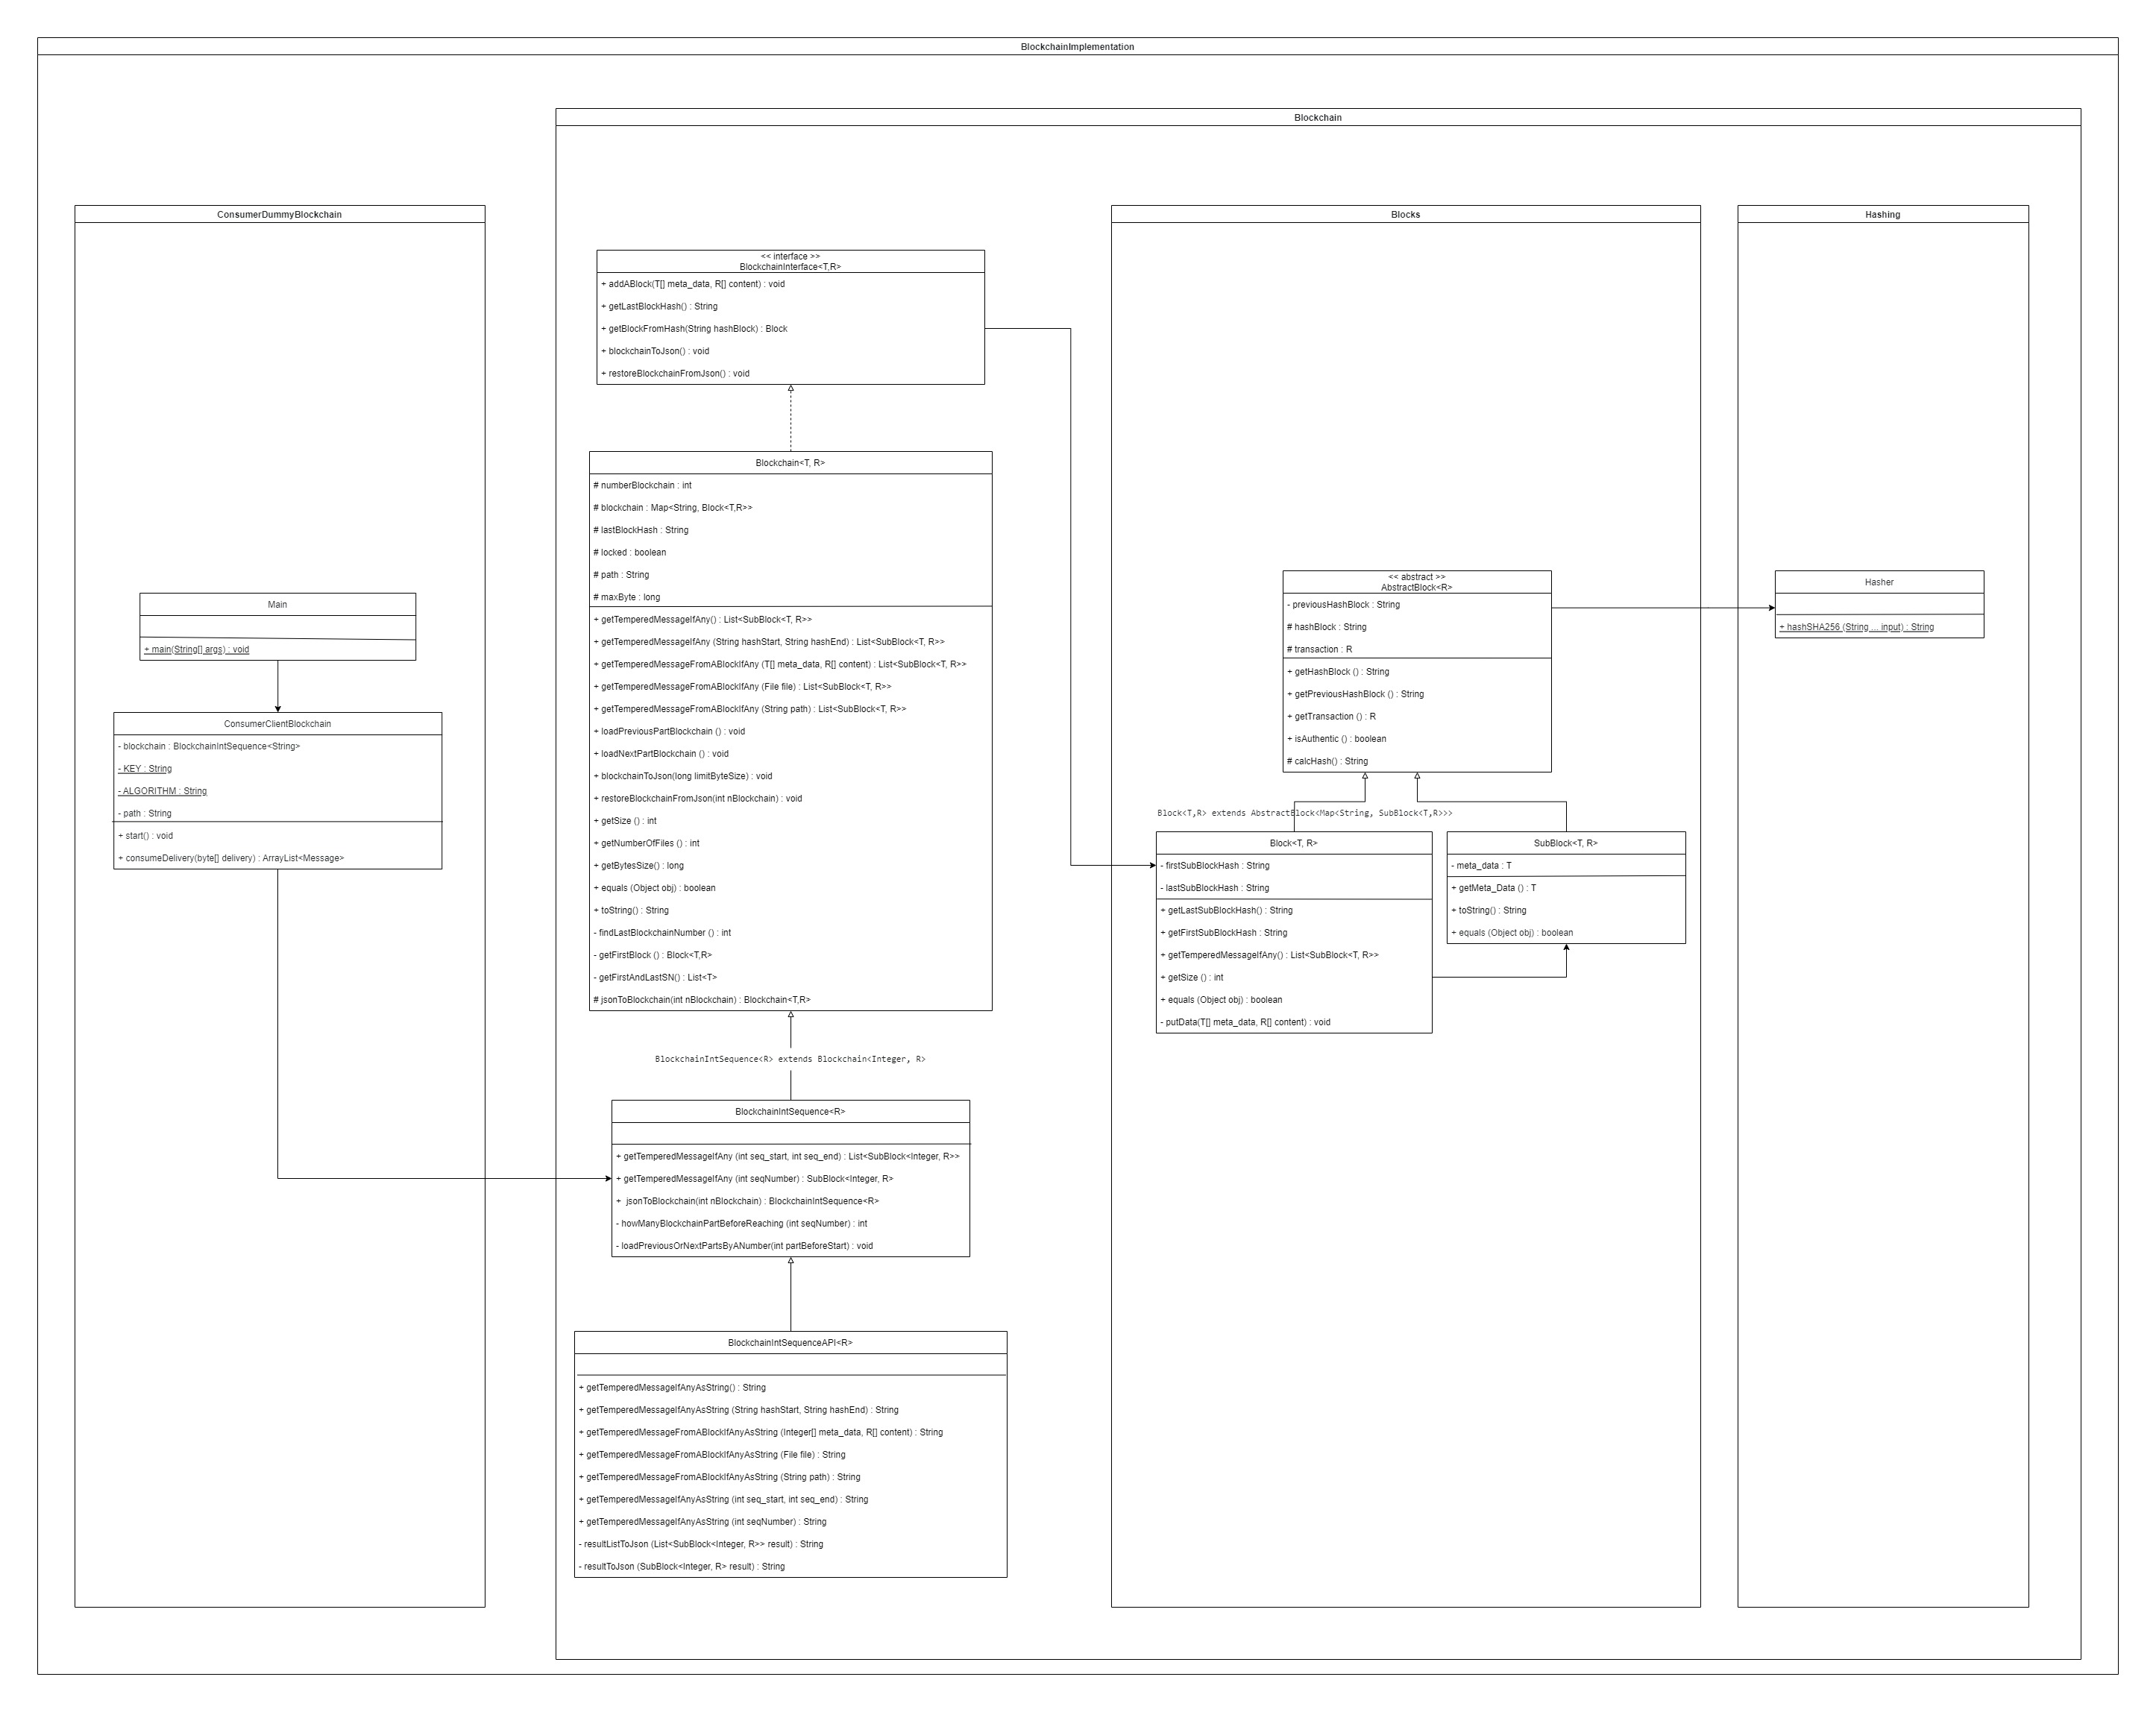 BlockchainImplementation
ConsumerDummyBlockchain
Main
+ main(String[] args) : void
ConsumerClientBlockchain
- blockchain : BlockchainIntSequence<String>
- KEY : String
- ALGORITHM : String
- path : String
+ start() : void
+ consumeDelivery(byte[] delivery) : ArrayList<Message>
Blockchain
<< interface >>
BlockchainInterface<T,R>
+ addABlock(T[] meta_data, R[] content) : void
+ getLastBlockHash() : String
+ getBlockFromHash(String hashBlock) : Block
+ blockchainToJson() : void
+ restoreBlockchainFromJson() : void
Blockchain<T, R>
# numberBlockchain : int
# blockchain : Map<String, Block<T,R>>
# lastBlockHash : String
# locked : boolean
# path : String
# maxByte : long
+ getTemperedMessageIfAny() : List<SubBlock<T, R>>
+ getTemperedMessageIfAny (String hashStart, String hashEnd) : List<SubBlock<T, R>>
+ getTemperedMessageFromABlockIfAny (T[] meta_data, R[] content) : List<SubBlock<T, R>>
+ getTemperedMessageFromABlockIfAny (File file) : List<SubBlock<T, R>>
+ getTemperedMessageFromABlockIfAny (String path) : List<SubBlock<T, R>>
+ loadPreviousPartBlockchain () : void
+ loadNextPartBlockchain () : void
+ blockchainToJson(long limitByteSize) : void
+ restoreBlockchainFromJson(int nBlockchain) : void
+ getSize () : int
+ getNumberOfFiles () : int
+ getBytesSize() : long
+ equals (Object obj) : boolean
+ toString() : String
- findLastBlockchainNumber () : int
- getFirstBlock () : Block<T,R>
- getFirstAndLastSN() : List<T>
# jsonToBlockchain(int nBlockchain) : Blockchain<T,R>
BlockchainIntSequence<R> extends Blockchain<Integer, R>
BlockchainIntSequence<R>
+ getTemperedMessageIfAny (int seq_start, int seq_end) : List<SubBlock<Integer, R>>
+ getTemperedMessageIfAny (int seqNumber) : SubBlock<Integer, R>
+  jsonToBlockchain(int nBlockchain) : BlockchainIntSequence<R>
- howManyBlockchainPartBeforeReaching (int seqNumber) : int
- loadPreviousOrNextPartsByANumber(int partBeforeStart) : void
BlockchainIntSequenceAPI<R>
+ getTemperedMessageIfAnyAsString() : String
+ getTemperedMessageIfAnyAsString (String hashStart, String hashEnd) : String
+ getTemperedMessageFromABlockIfAnyAsString (Integer[] meta_data, R[] content) : String
+ getTemperedMessageFromABlockIfAnyAsString (File file) : String
+ getTemperedMessageFromABlockIfAnyAsString (String path) : String
+ getTemperedMessageIfAnyAsString (int seq_start, int seq_end) : String
+ getTemperedMessageIfAnyAsString (int seqNumber) : String
- resultListToJson (List<SubBlock<Integer, R>> result) : String
- resultToJson (SubBlock<Integer, R> result) : String
Blocks
<< abstract >>
AbstractBlock<R>
- previousHashBlock : String
# hashBlock : String
# transaction : R
+ getHashBlock () : String
+ getPreviousHashBlock () : String
+ getTransaction () : R
+ isAuthentic () : boolean
# calcHash() : String
Block<T,R> extends AbstractBlock<Map<String, SubBlock<T,R>>>
Block<T, R>
- firstSubBlockHash : String
- lastSubBlockHash : String
+ getLastSubBlockHash() : String
+ getFirstSubBlockHash : String
+ getTemperedMessageIfAny() : List<SubBlock<T, R>>
+ getSize () : int
+ equals (Object obj) : boolean
- putData(T[] meta_data, R[] content) : void
SubBlock<T, R>
- meta_data : T
+ getMeta_Data () : T
+ toString() : String
+ equals (Object obj) : boolean
Hashing
Hasher
+ hashSHA256 (String ... input) : String